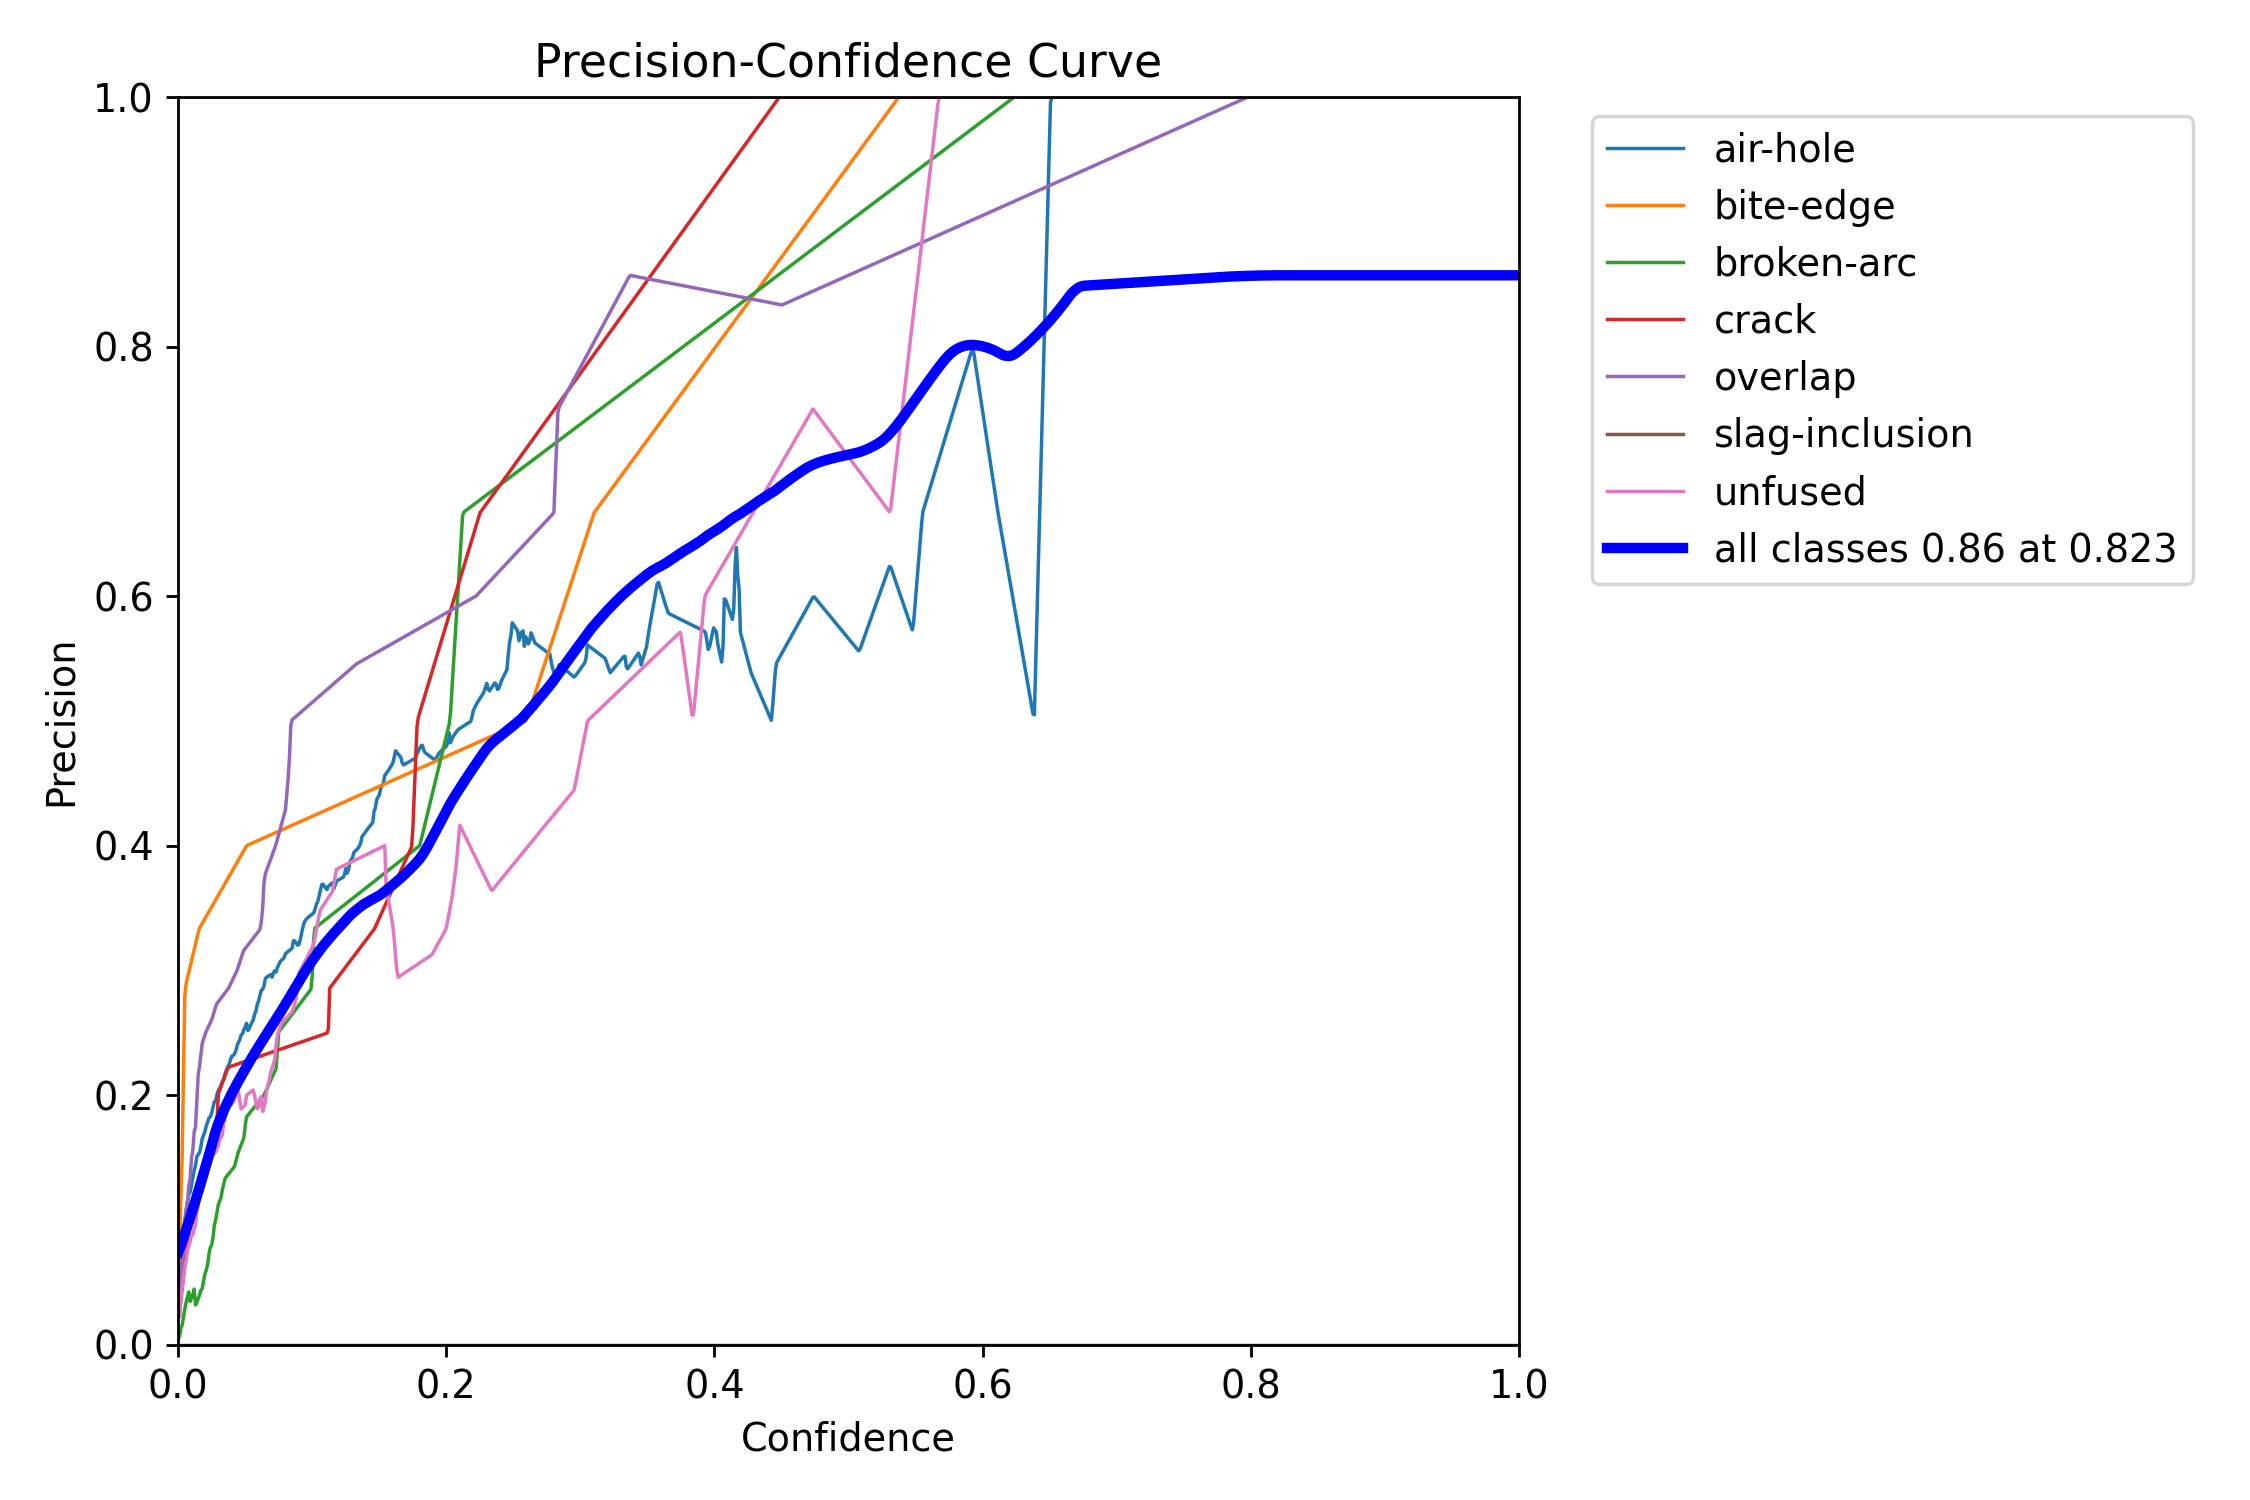 Precision-Confidence Curve
1.0
0.8
0.6
0.4
0.2
0.0
Precision
0.0 0.2 0.4 0.6 0.8 1.0
Confidence
air-hole
bite-edge
broken-arc
crack
overlap
slag-inclusion
unfused
all classes 0.86 at 0.823